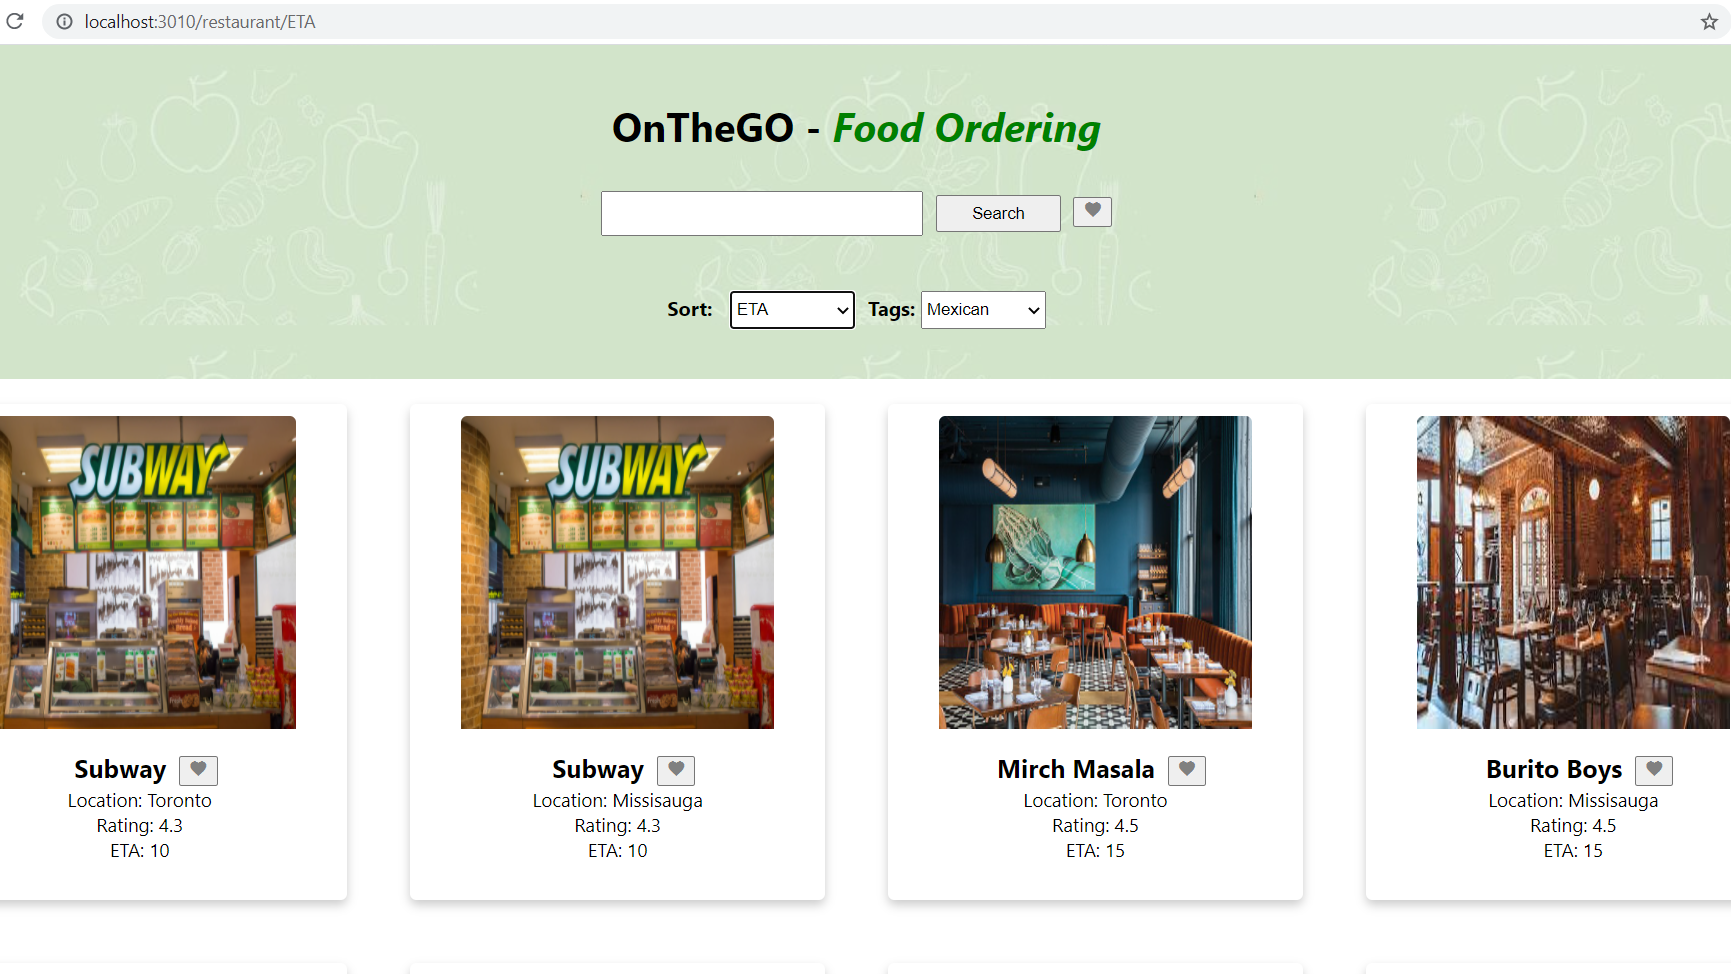 localhost:3010/restaurant/ETA
OnTheGO - Food Ordering
Search
Sort: ETA Tags: Mexican
SUBWAY SUBWAY
Subway Subway Mirch Masala Burito Boys
Location: Toronto Location: Missisauga Location: Toronto Location: Missisauga
Rating: 4.3 Rating: 4.3 Rating: 4.5 Rating: 4.5
ETA: 10 ETA: 10 ETA: 15 ETA: 15